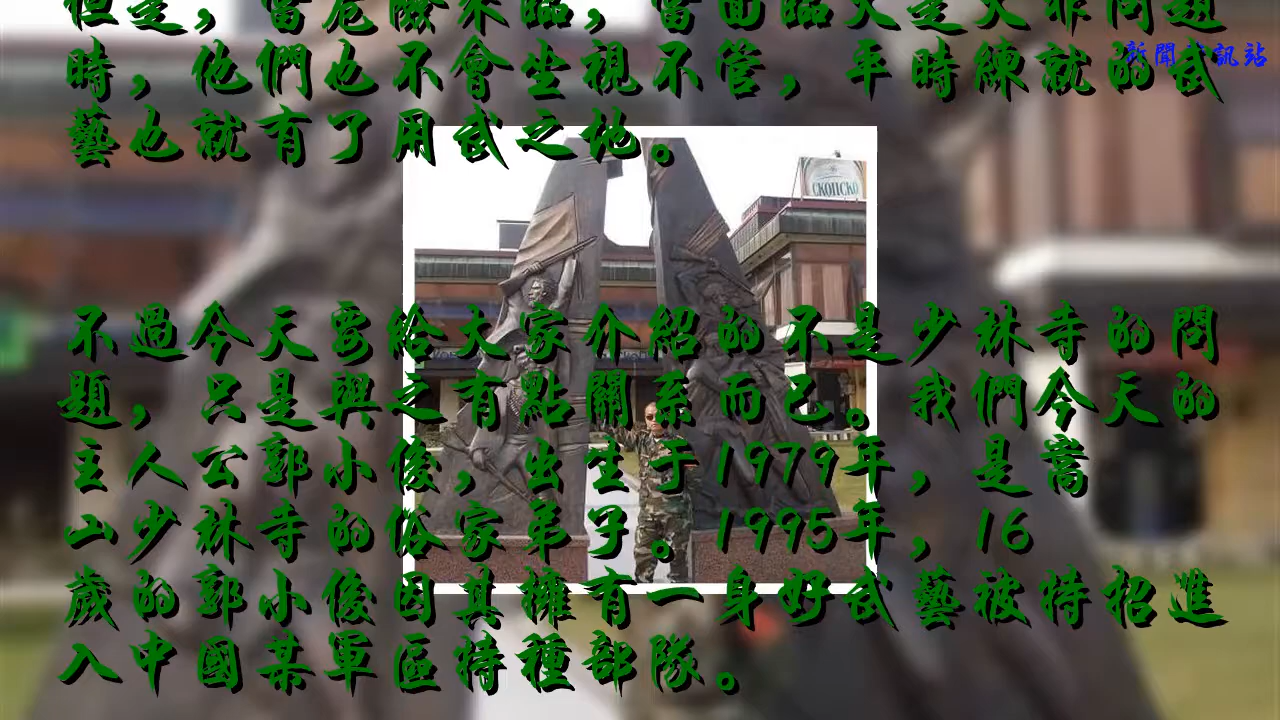 但是，當危險來臨，當面臨大是大非問題
時，他們也不會坐視不管，平時練就的武
藝也就有了用武之地。
新聞資訊站
СКОПСКО
不過今天要給大家介紹的不是少林寺的問
題，只是與之有點關系而已。我們今天的
主人公郭小俊，出生于1979年，是嵩
山少林寺的俗家弟子。1995年，16
歲的郭小俊因其擁有一身好武藝被特招進
入中國某軍區特種部隊。